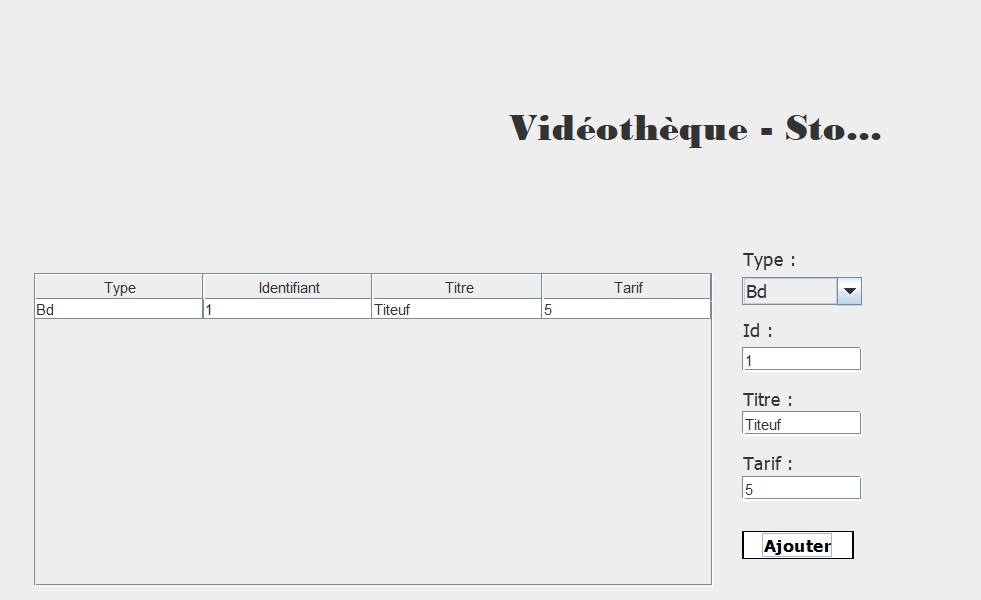 Vidéothèque - Sto...
Type Identifiant Titre Tarif
Bd 1 Titeuf 5
Type :
Bd
Id :
1
Titre :
Titeuf
Tarif :
5
Ajouter